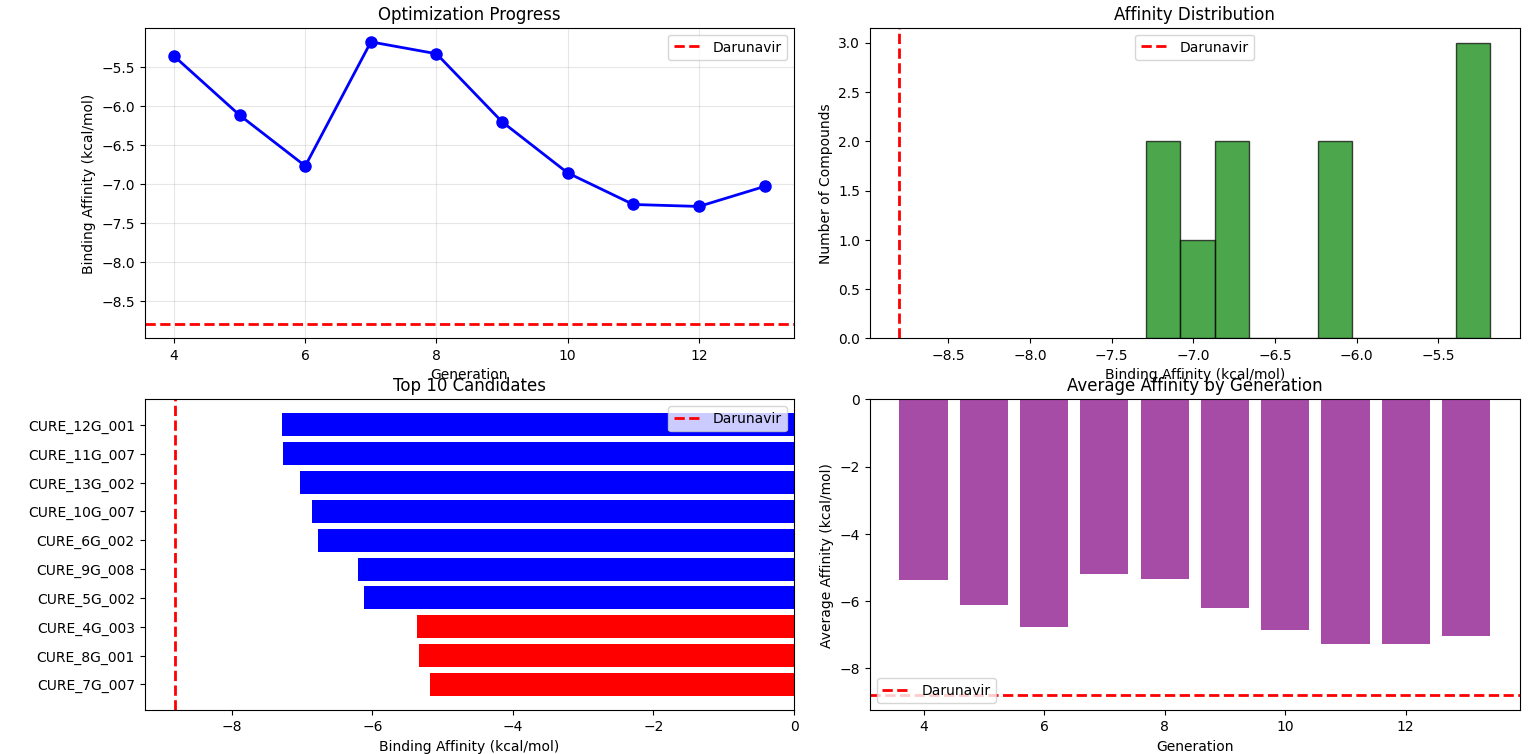 Optimization Progress
Binding Affinity (kcal/mol)
−5.5
−6.0
−6.5
−7.0
−7.5
−8.0
−8.5
Darunavir
4 6 8 10 12
Generation
Affinity Distribution
Number of Compounds
3.0
2.5
2.0
1.5
1.0
0.5
0.0
Darunavir
−8.5 −8.0 −7.5 −7.0 −6.5 −6.0 −5.5
Binding Affinity (kcal/mol)
Top 10 Candidates
Darunavir
CURE_12G_001
CURE_11G_007
CURE_13G_002
CURE_10G_007
CURE_6G_002
CURE_9G_008
CURE_5G_002
CURE_4G_003
CURE_8G_001
CURE_7G_007
−8 −6 −4 −2 0
Binding Affinity (kcal/mol)
Average Affinity by Generation
Average Affinity (kcal/mol)
0
−2
−4
−6
−8
Darunavir
4 6 8 10 12
Generation